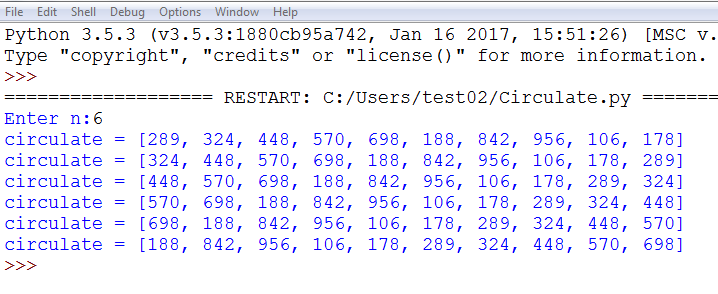 File Edit Shell Debug Options Window Help
Python 3.5.3 (v3.5.3:1880cb95a742, Jan 16 2017, 15:51:26) [MSC v.
Type "copyright", "credits" or "license()" for more information.
>>>
=================== RESTART: C:/Users/test02/Circulate.py =======
Enter n:6
circulate = [289, 324, 448, 570, 698, 188, 842, 956, 106, 178]
circulate = [324, 448, 570, 698, 188, 842, 956, 106, 178, 289]
circulate = [448, 570, 698, 188, 842, 956, 106, 178, 289, 324]
circulate = [570, 698, 188, 842, 956, 106, 178, 289, 324, 448]
circulate = [698, 188, 842, 956, 106, 178, 289, 324, 448, 570]
circulate = [188, 842, 956, 106, 178, 289, 324, 448, 570, 698]
>>>